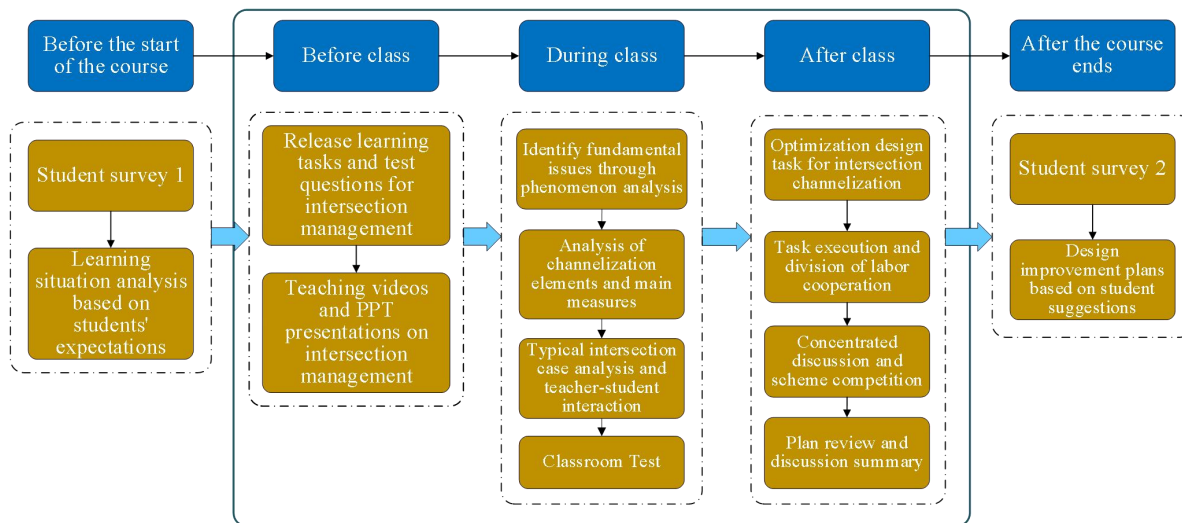 Before the start
of the course
Before class
During class
After class
After the course
ends
Student survey 1
Learning
situation analysis
based on
students'
expectations
Release learning
tasks and test
questions for
intersection
management
Teaching videos
and PPT
presentations on
intersection
management
Identify fundamental
issues through
phenomenon analysis
Analysis of
channelization
elements and main
measures
Typical intersection
case analysis and
teacher-student
interaction
Classroom Test
Optimization design
task for intersection
channelization
Task execution and
division of labor
cooperation
Concentrated
discussion and
scheme competition
Plan review and
discussion summary
Student survey 2
Design
improvement plans
based on student
suggestions